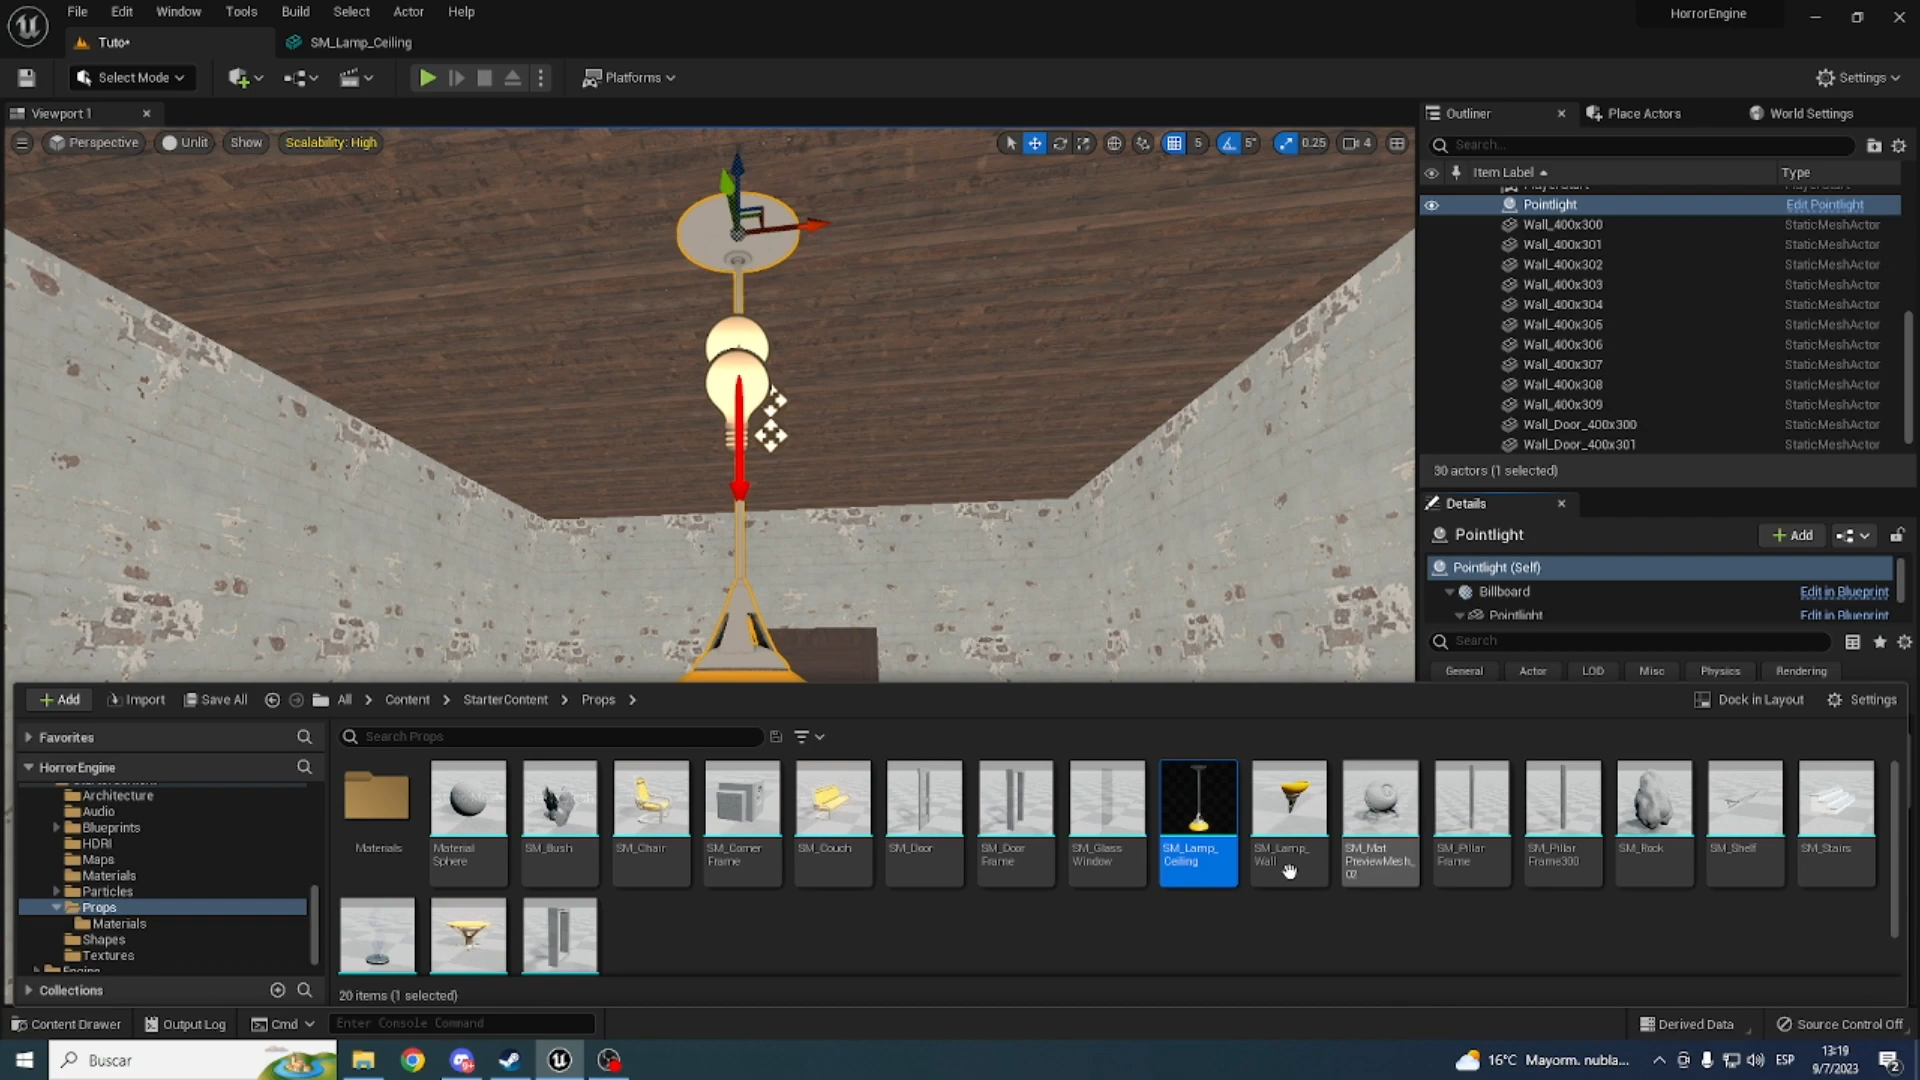 File Edit Window Tools Build Select Actor Help
HorrorEngine
Tuto*
SM_Lamp_Ceiling
Select Mode
Platforms
Settings
Viewport 1
Outliner
Place Actors
World Settings
Perspective
Unlit
Show
Scalability: High
5
5°
0.25
4
Search...
Item Label
Type
PlayerStart
Pointlight Edit Pointlight
Wall_400x300 StaticMeshActor
Wall_400x301 StaticMeshActor
Wall_400x302 StaticMeshActor
Wall_400x303 StaticMeshActor
Wall_400x304 StaticMeshActor
Wall_400x305 StaticMeshActor
Wall_400x306 StaticMeshActor
Wall_400x307 StaticMeshActor
Wall_400x308 StaticMeshActor
Wall_400x309 StaticMeshActor
Wall_Door_400x300 StaticMeshActor
Wall_Door_400x301 StaticMeshActor
30 actors (1 selected)
Details
Pointlight
+ Add
Pointlight (Self)
Billboard Edit in Blueprint
Pointlight Edit in Blueprint
Search
General Actor LOD Misc Physics Rendering
+ Add
Import
Save All
All > Content > StarterContent > Props >
Dock in Layout
Settings
Favorites
Search Props
HorrorEngine
Architecture
Audio
Blueprints
HDRI
Maps
Materials
Particles
Props
Materials
Shapes
Textures
Engine
Collections
Materials
Material Sphere
SM_Bush
SM_Chair
SM_Corner Frame
SM_Couch
SM_Door
SM_Door Frame
SM_Glass Window
SM_Lamp_ Ceiling
SM_Lamp_ Wall
SM_Mat PreviewMesh_ 02
SM_Pillar Frame
SM_Pillar Frame300
SM_Rock
SM_Shelf
SM_Stairs
20 items (1 selected)
Content Drawer
Output Log
Cmd
Enter Console Command
Derived Data
Source Control Off
Buscar
16°C Mayorm. nubla...
ESP
13:19
9/7/2023
2